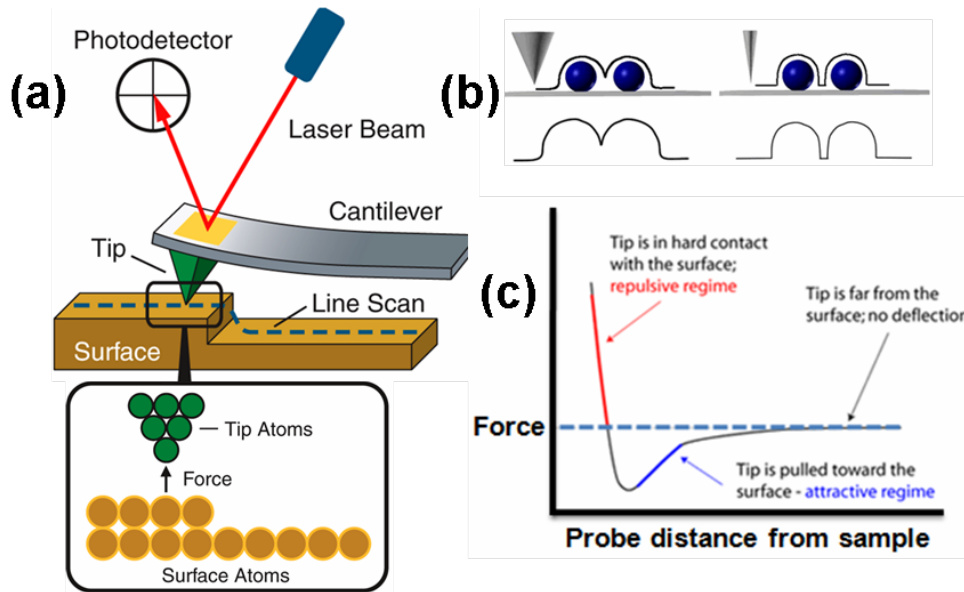 (a)
Photodetector
Laser Beam
Cantilever
Tip
Line Scan
Surface
Tip Atoms
Force
Surface Atoms
(b)
(c)
Tip is in hard contact
with the surface;
repulsive regime
Tip is far from the
surface; no deflection
Force
Tip is pulled toward the
surface - attractive regime
Probe distance from sample